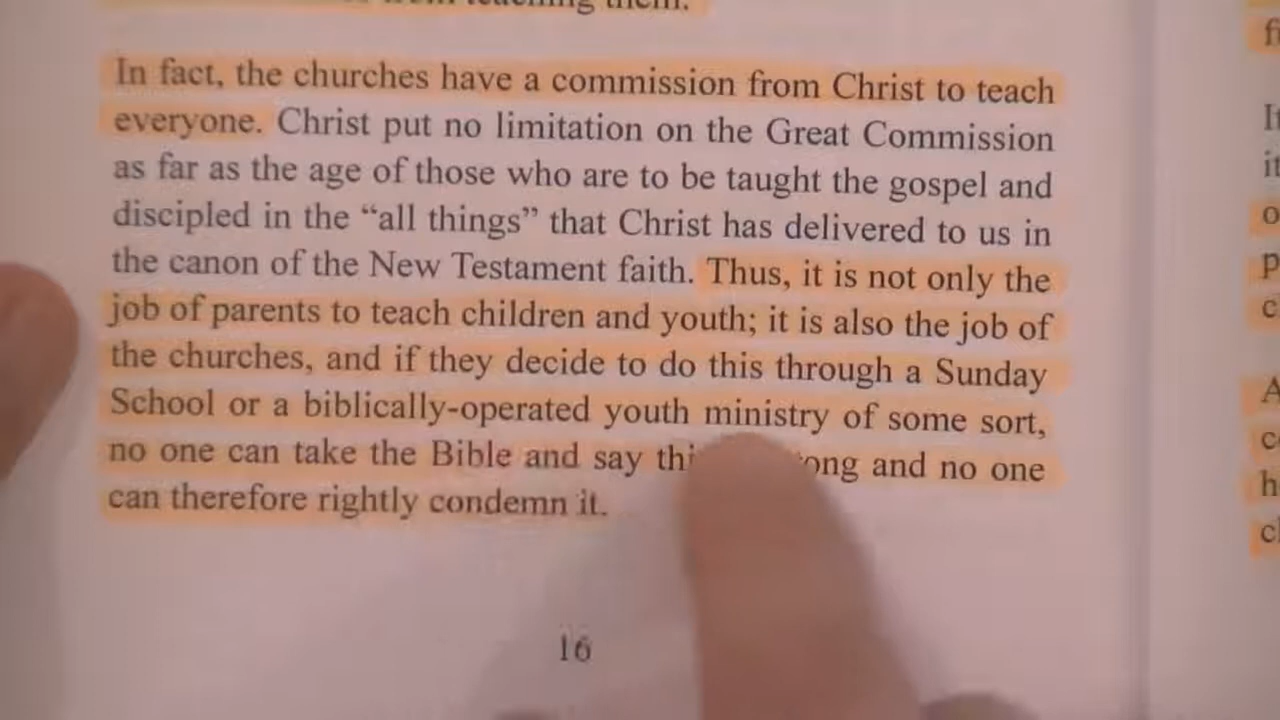 teaching them.
In fact, the churches have a commission from Christ to teach
everyone. Christ put no limitation on the Great Commission
as far as the age of those who are to be taught the gospel and
discipled in the “all things” that Christ has delivered to us in
the canon of the New Testament faith. Thus, it is not only the
job of parents to teach children and youth; it is also the job of
the churches, and if they decide to do this through a Sunday
School or a biblically-operated youth ministry of some sort,
no one can take the Bible and say and no one
can therefore rightly condemn it.
16